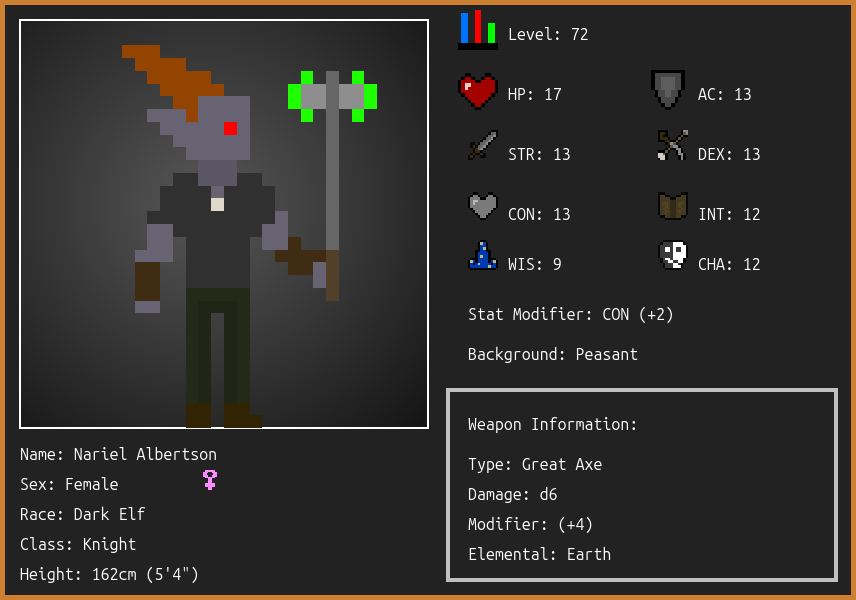 Level: 72
HP: 17
AC: 13
STR: 13
DEX: 13
CON: 13
INT: 12
WIS: 9
CHA: 12
Stat Modifier: CON (+2)
Background: Peasant
Name: Nariel Albertson
Sex: Female
Race: Dark Elf
Class: Knight
Height: 162cm (5'4")
Weapon Information:
Type: Great Axe
Damage: d6
Modifier: (+4)
Elemental: Earth